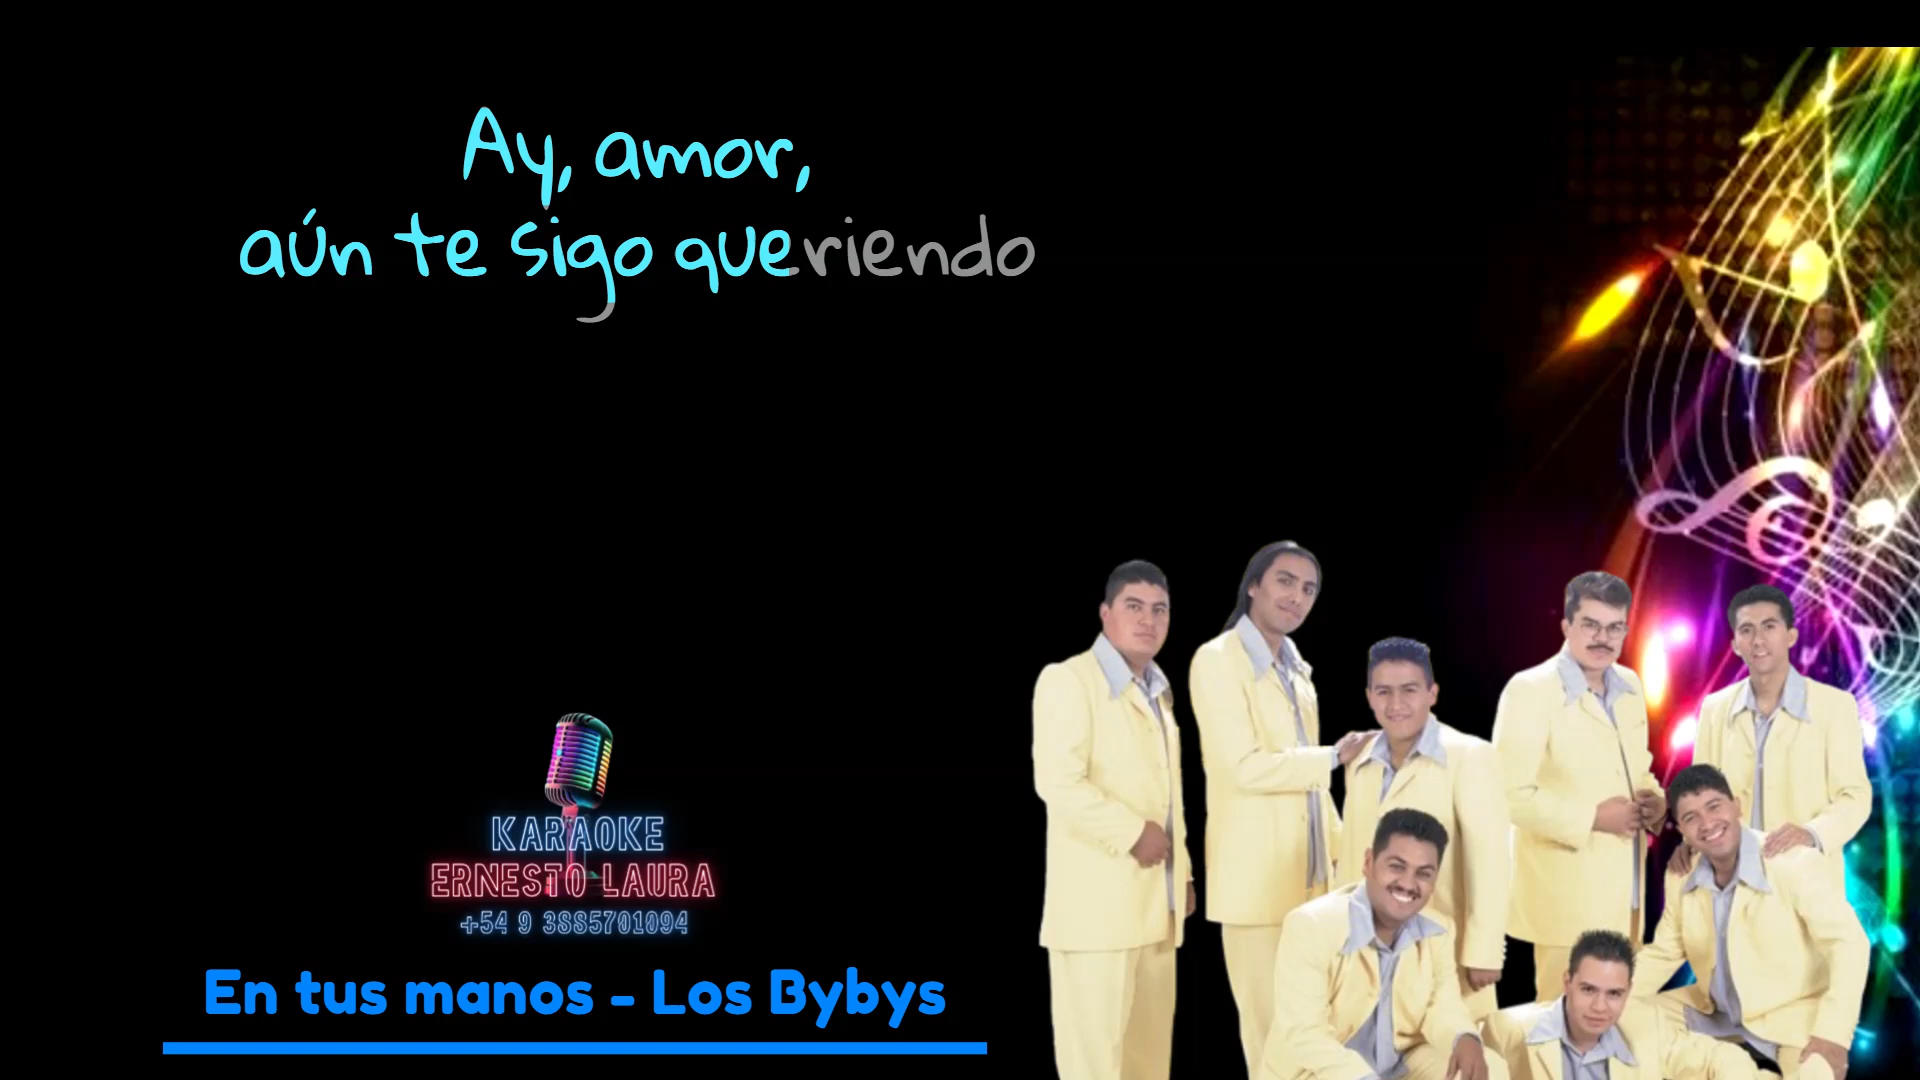 Ay, amor,
aún te sigo queriendo
KARAOKE
ERNESTO LAURA
+54 9 3885701094
En tus manos - Los Bybys